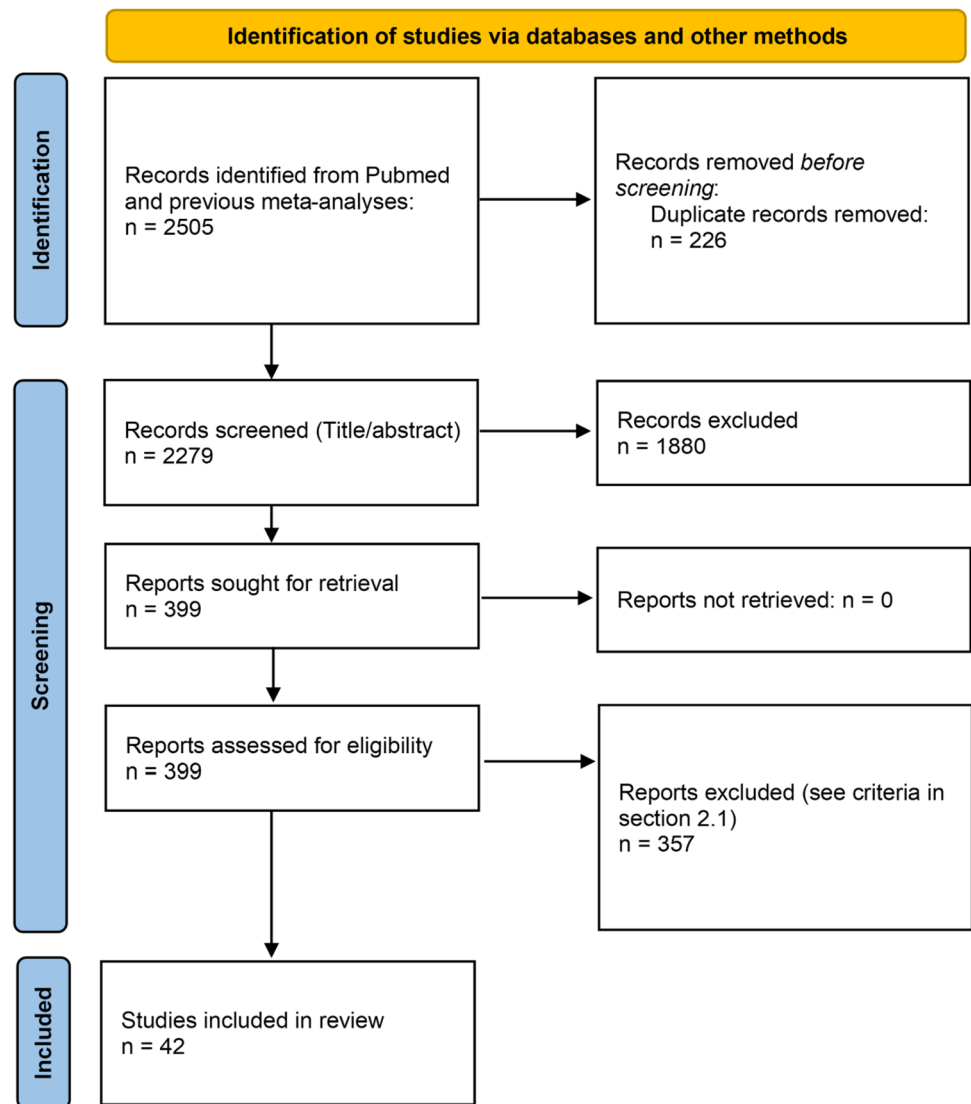 Identification of studies via databases and other methods
Identification
Records identified from Pubmed
and previous meta-analyses:
n = 2505
Records removed before
screening:
Duplicate records removed:
n = 226
Screening
Records screened (Title/abstract)
n = 2279
Records excluded
n = 1880
Reports sought for retrieval
n = 399
Reports not retrieved: n = 0
Reports assessed for eligibility
n = 399
Reports excluded (see criteria in
section 2.1)
n = 357
Included
Studies included in review
n = 42